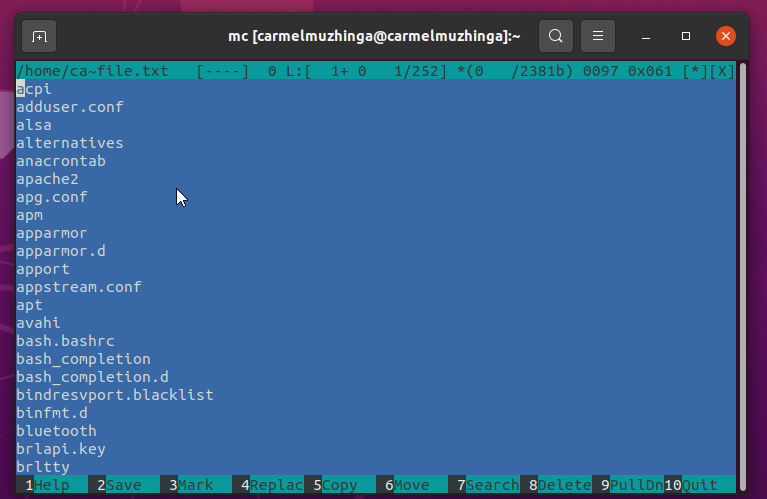 mc [carmelmuzhinga@carmelmuzhinga]:~
/home/ca~file.txt [----] 0 L:[ 1+ 0 1/252] *(0 /2381b) 0097 0x061 [*][X]
acpi
adduser.conf
alsa
alternatives
anacrontab
apache2
apg.conf
apm
apparmor
apparmor.d
apport
appstream.conf
apt
avahi
bash.bashrc
bash_completion
bash_completion.d
bindresvport.blacklist
binfmt.d
bluetooth
brlapi.key
brltty
1Help 2Save 3Mark 4Replac 5Copy 6Move 7Search 8Delete 9PullDn 10Quit